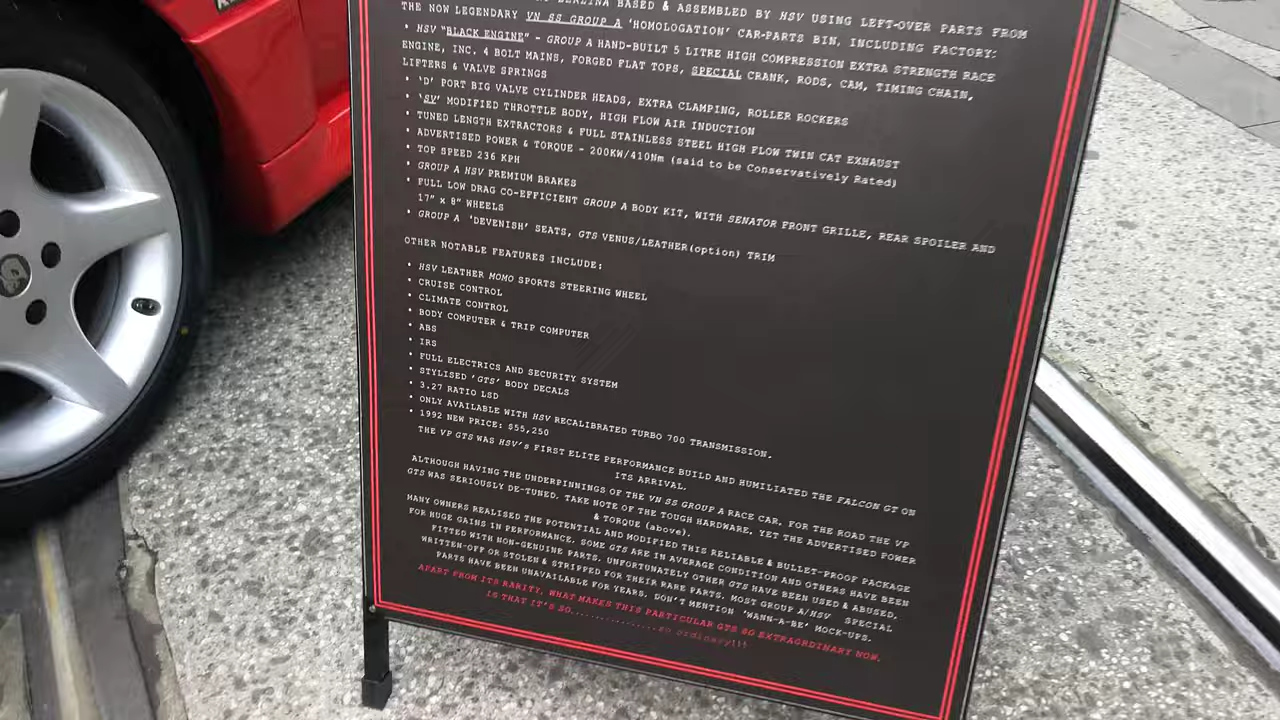 BERLINA BASED & ASSEMBLED BY HSV USING LEFT-OVER PARTS FROM
THE NOW LEGENDARY VN SS GROUP A 'HOMOLOGATION' CAR-PARTS BIN, INCLUDING FACTORY:
• HSV "BLACK ENGINE" - GROUP A HAND-BUILT 5 LITRE HIGH COMPRESSION EXTRA STRENGTH RACE
ENGINE, INC. 4 BOLT MAINS, FORGED FLAT TOPS, SPECIAL CRANK, RODS, CAM, TIMING CHAIN,
LIFTERS & VALVE SPRINGS
• 'D' PORT BIG VALVE CYLINDER HEADS, EXTRA CLAMPING, ROLLER ROCKERS
• 'SV' MODIFIED THROTTLE BODY, HIGH FLOW AIR INDUCTION
• TUNED LENGTH EXTRACTORS & FULL STAINLESS STEEL HIGH FLOW TWIN CAT EXHAUST
• ADVERTISED POWER & TORQUE - 200KW/410Nm (said to be Conservatively Rated)
• TOP SPEED 236 KPH
• GROUP A HSV PREMIUM BRAKES
• FULL LOW DRAG CO-EFFICIENT GROUP A BODY KIT, WITH SENATOR FRONT GRILLE, REAR SPOILER AND
17" x 8" WHEELS
• GROUP A 'DEVENISH' SEATS, GTS VENUS/LEATHER(option) TRIM
OTHER NOTABLE FEATURES INCLUDE:
• HSV LEATHER MOMO SPORTS STEERING WHEEL
• CRUISE CONTROL
• CLIMATE CONTROL
• BODY COMPUTER & TRIP COMPUTER
• ABS
• IRS
• FULL ELECTRICS AND SECURITY SYSTEM
• STYLISED 'GTS' BODY DECALS
• 3.27 RATIO LSD
• ONLY AVAILABLE WITH HSV RECALIBRATED TURBO 700 TRANSMISSION.
• 1992 NEW PRICE: $55,250
THE VP GTS WAS HSV's FIRST ELITE PERFORMANCE BUILD AND HUMILIATED THE FALCON GT ON
ITS ARRIVAL.
ALTHOUGH HAVING THE UNDERPINNINGS OF THE VN SS GROUP A RACE CAR. FOR THE ROAD THE VP
GTS WAS SERIOUSLY DE-TUNED. TAKE NOTE OF THE TOUGH HARDWARE. YET THE ADVERTISED POWER
& TORQUE (above).
MANY OWNERS REALISED THE POTENTIAL AND MODIFIED THIS RELIABLE & BULLET-PROOF PACKAGE
FOR HUGE GAINS IN PERFORMANCE. SOME GTS ARE IN AVERAGE CONDITION AND OTHERS HAVE BEEN
FITTED WITH NON-GENUINE PARTS. UNFORTUNATELY OTHER GTS HAVE BEEN USED & ABUSED,
WRITTEN-OFF OR STOLEN & STRIPPED FOR THEIR RARE PARTS. MOST GROUP A/HSV SPECIAL
PARTS HAVE BEEN UNAVAILABLE FOR YEARS. DON'T MENTION 'WANN-A-BE' MOCK-UPS.
APART FROM ITS RARITY, WHAT MAKES THIS PARTICULAR GTS SO EXTRAORDINARY NOW,
IS THAT IT'S SO.................so ordinary!!!